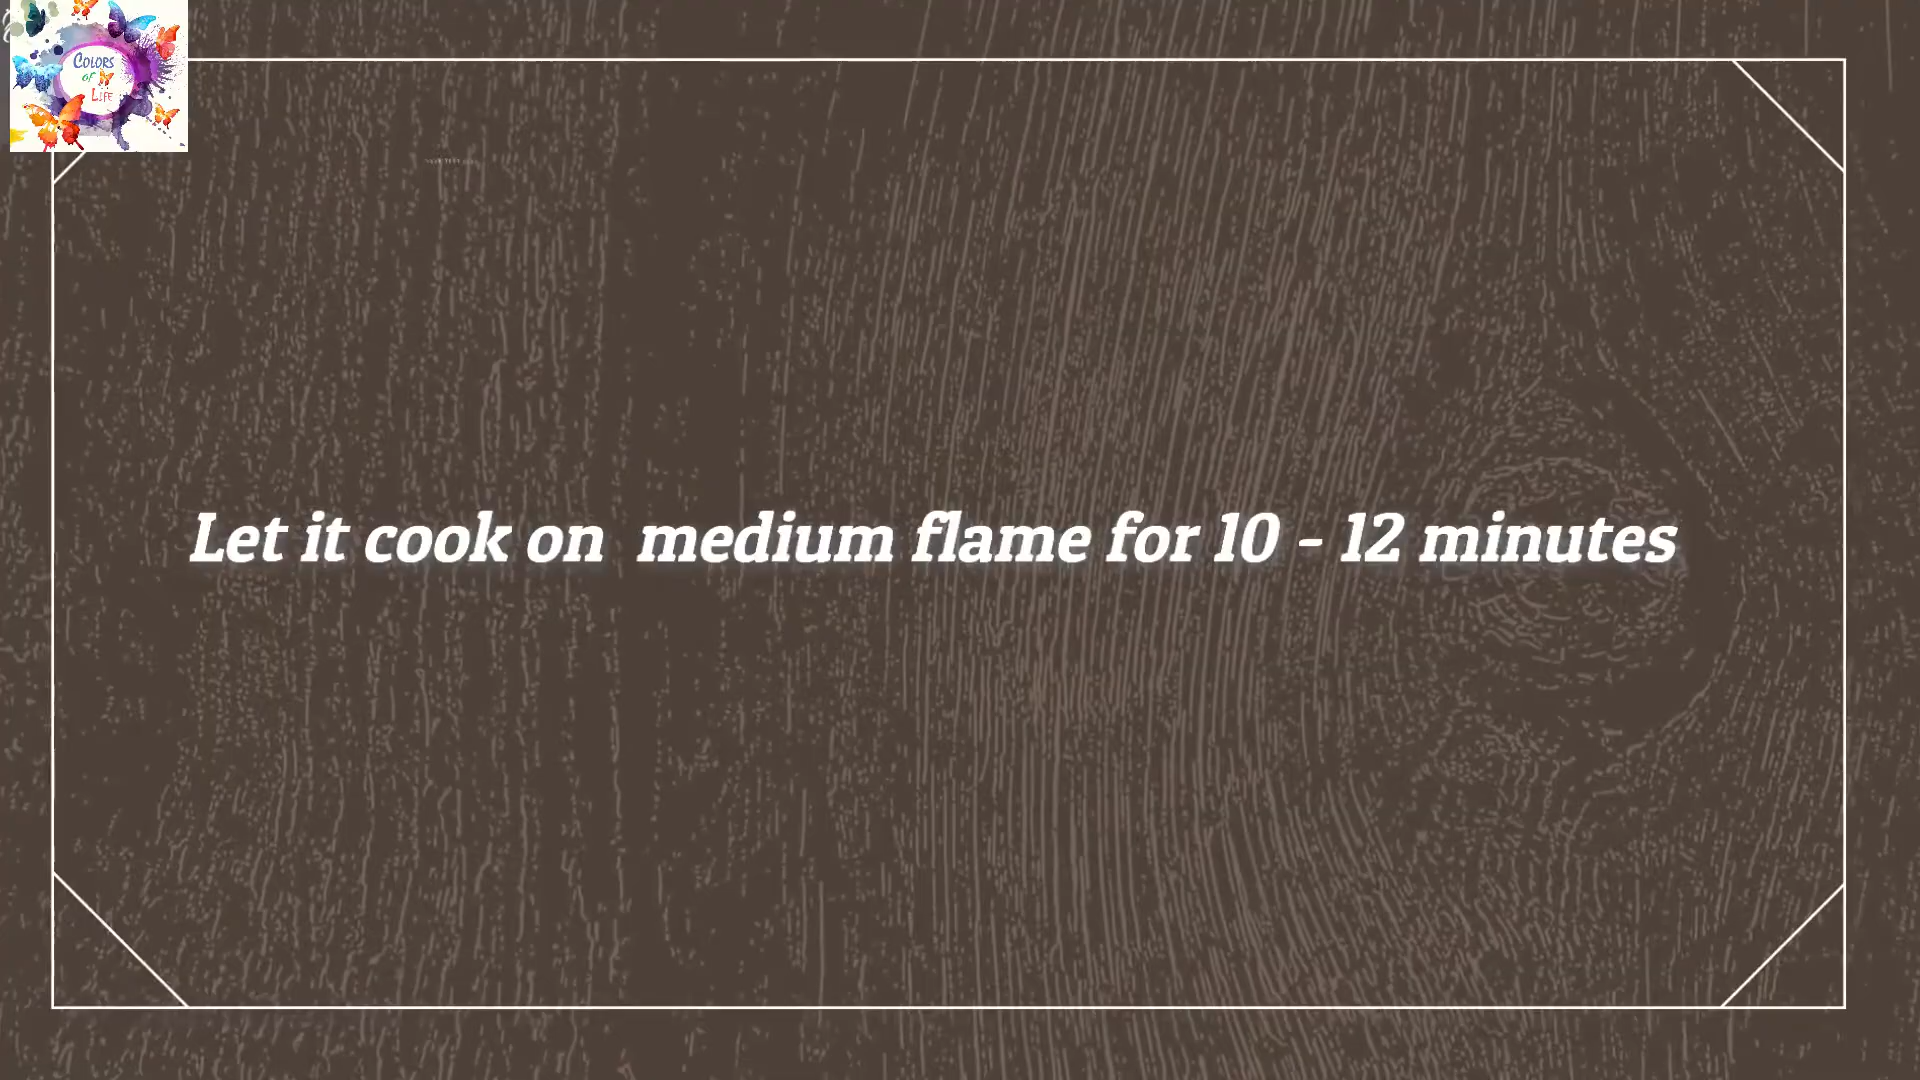 Colors
of
Life
Let it cook on  medium flame for 10 - 12 minutes